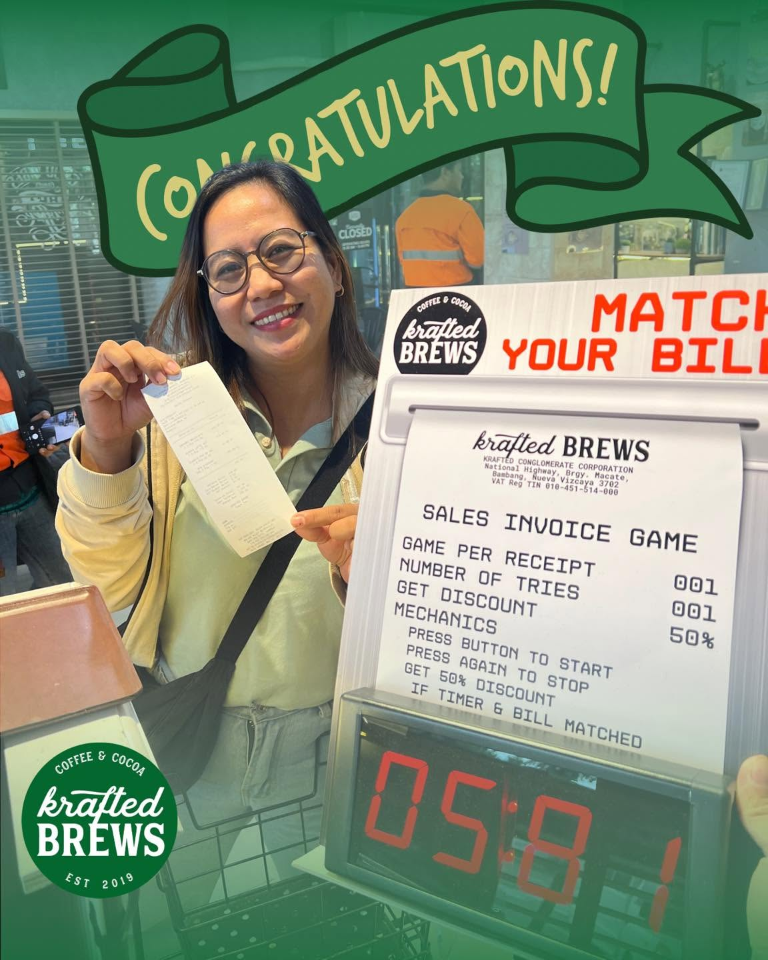 CONGRATULATIONS!
CLOSED
COFFEE & COCOA
krafted
BREWS
MATCH
YOUR BILL
krafted BREWS
KRAFTED CONGLOMERATE CORPORATION
National Highway, Brgy. Macate,
Bambang, Nueva Vizcaya 3702
VAT Reg TIN 010-451-514-000
SALES INVOICE GAME
GAME PER RECEIPT 001
NUMBER OF TRIES 001
GET DISCOUNT 50%
MECHANICS
PRESS BUTTON TO START
PRESS AGAIN TO STOP
GET 50% DISCOUNT
IF TIMER & BILL MATCHED
05:81
COFFEE & COCOA
krafted
BREWS
EST 2019